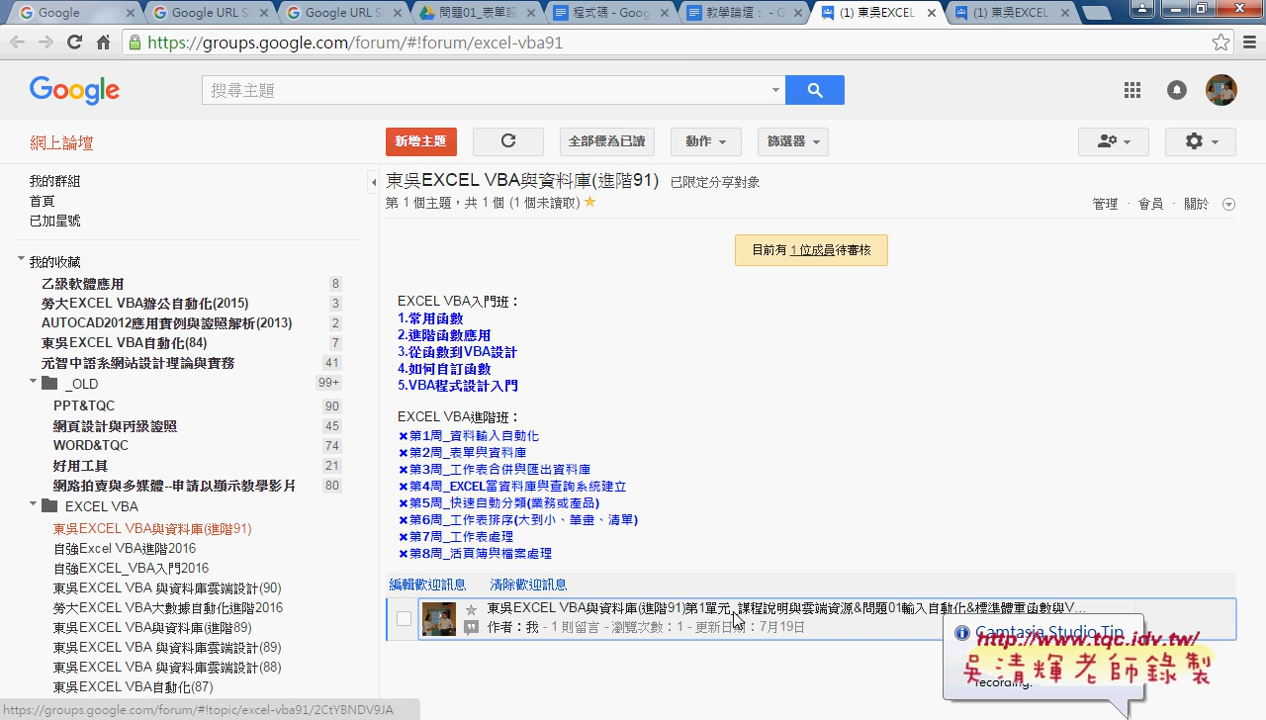 Google
Google URL S
Google URL S
問題01_表單設
程式碼 - Goog
教學論壇： - G
(1) 東吳EXCEL
(1) 東吳EXCEL
https://groups.google.com/forum/#!forum/excel-vba91
Google
搜尋主題
網上論壇
新增主題
全部標為已讀
動作
篩選器
我的群組
首頁
已加星號
東吳EXCEL VBA與資料庫(進階91) 已限定分享對象
第 1 個主題，共 1 個 (1 個未讀取)
管理 · 會員 · 關於
目前有 1 位成員待審核
我的收藏
乙級軟體應用 8
勞大EXCEL VBA辦公自動化(2015) 3
AUTOCAD2012應用實例與證照解析(2013) 2
東吳EXCEL VBA自動化(84) 7
元智中語系網站設計理論與實務 41
_OLD 99+
PPT&TQC 90
網頁設計與丙級證照 45
WORD&TQC 74
好用工具 21
網路拍賣與多媒體--申請以顯示教學影片 80
EXCEL VBA
東吳EXCEL VBA與資料庫(進階91)
自強Excel VBA進階2016
自強EXCEL_VBA入門2016
東吳EXCEL VBA 與資料庫雲端設計(90)
勞大EXCEL VBA大數據自動化進階2016
東吳EXCEL VBA與資料庫(進階89)
東吳EXCEL VBA與資料庫雲端設計(89)
東吳EXCEL VBA與資料庫雲端設計(88)
東吳EXCEL VBA自動化(87)
EXCEL VBA入門班：
1.常用函數
2.進階函數應用
3.從函數到VBA設計
4.如何自訂函數
5.VBA程式設計入門
EXCEL VBA進階班：
×第1周_資料輸入自動化
×第2周_表單與資料庫
×第3周_工作表合併與匯出資料庫
×第4周_EXCEL當資料庫與查詢系統建立
×第5周_快速自動分類(業務或產品)
×第6周_工作表排序(大到小、筆畫、清單)
×第7周_工作表處理
×第8周_活頁簿與檔案處理
編輯歡迎訊息 清除歡迎訊息
東吳EXCEL VBA與資料庫(進階91)第1單元_課程說明與雲端資源&問題01輸入自動化&標準體重函數與V...
作者：我 - 1 則留言 - 瀏覽次數：1 - 更新日期：7月19日
Camtasia Studio Tip
http://www.tqc.idv.tw/
吳清輝老師錄製
recording.
https://groups.google.com/forum/#!topic/excel-vba91/2CtYBNDV9JA